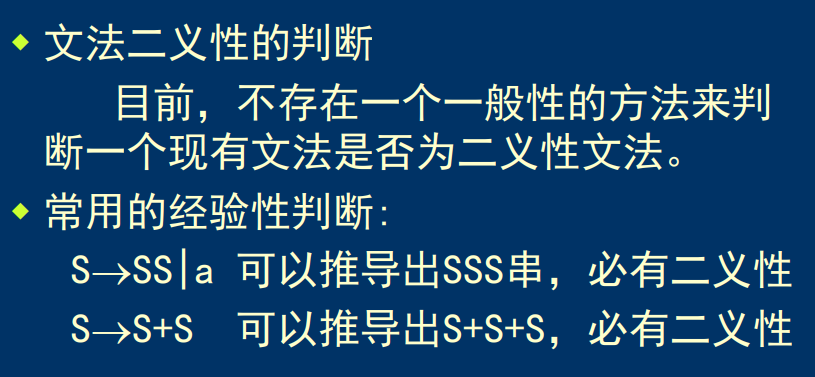 文法二义性的判断
目前，不存在一个一般性的方法来判
断一个现有文法是否为二义性文法。
常用的经验性判断:
S→SS|a 可以推导出SSS串，必有二义性
S→S+S 可以推导出S+S+S，必有二义性